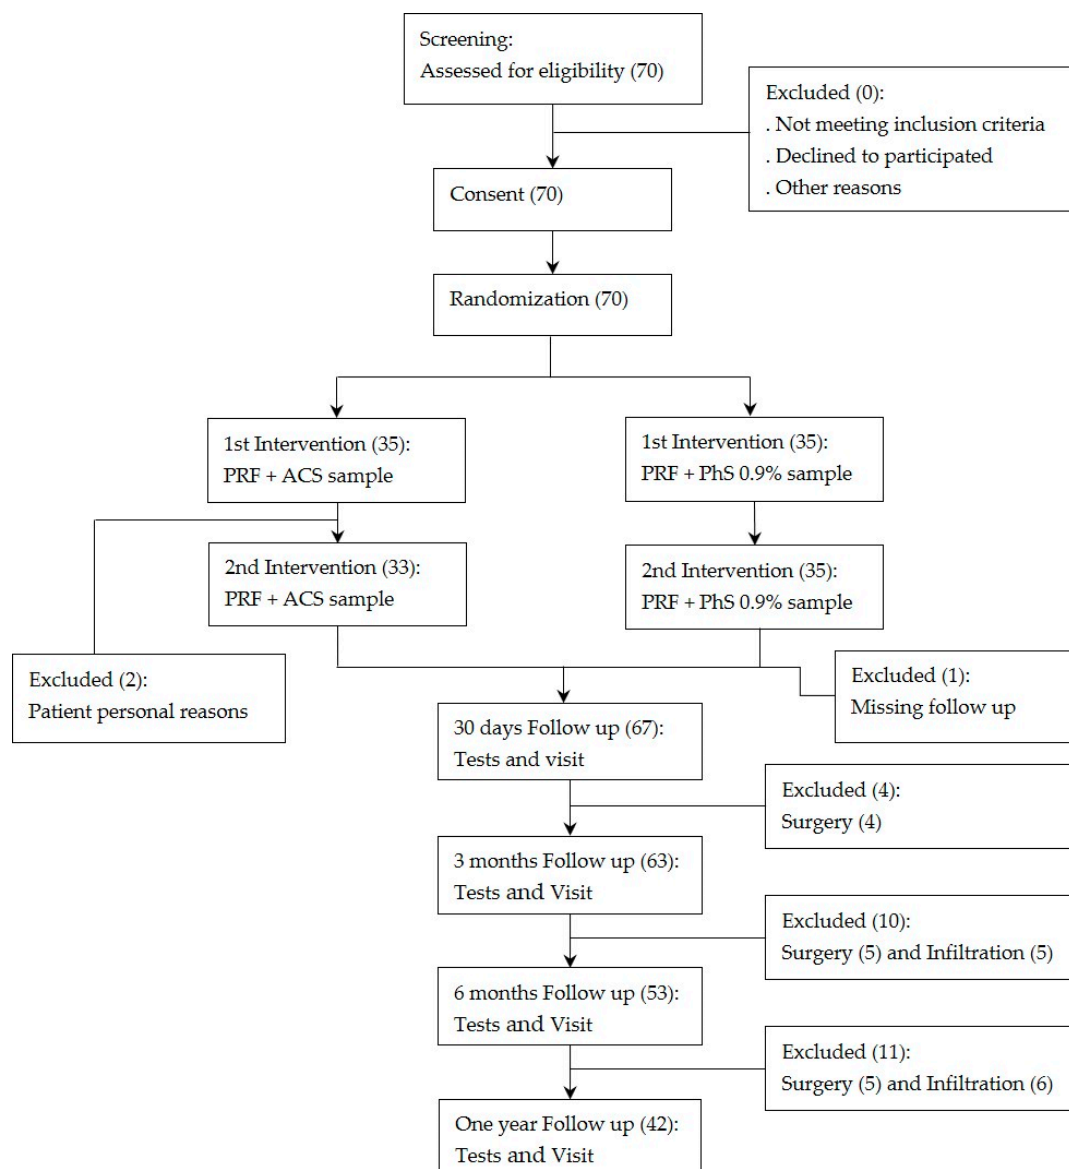 Screening:
Assessed for eligibility (70)
Excluded (0):
. Not meeting inclusion criteria
. Declined to participated
. Other reasons
Consent (70)
Randomization (70)
1st Intervention (35):
PRF + ACS sample
1st Intervention (35):
PRF + PhS 0.9% sample
2nd Intervention (33):
PRF + ACS sample
2nd Intervention (35):
PRF + PhS 0.9% sample
Excluded (2):
Patient personal reasons
Excluded (1):
Missing follow up
30 days Follow up (67):
Tests and visit
Excluded (4):
Surgery (4)
3 months Follow up (63):
Tests and Visit
Excluded (10):
Surgery (5) and Infiltration (5)
6 months Follow up (53):
Tests and Visit
Excluded (11):
Surgery (5) and Infiltration (6)
One year Follow up (42):
Tests and Visit